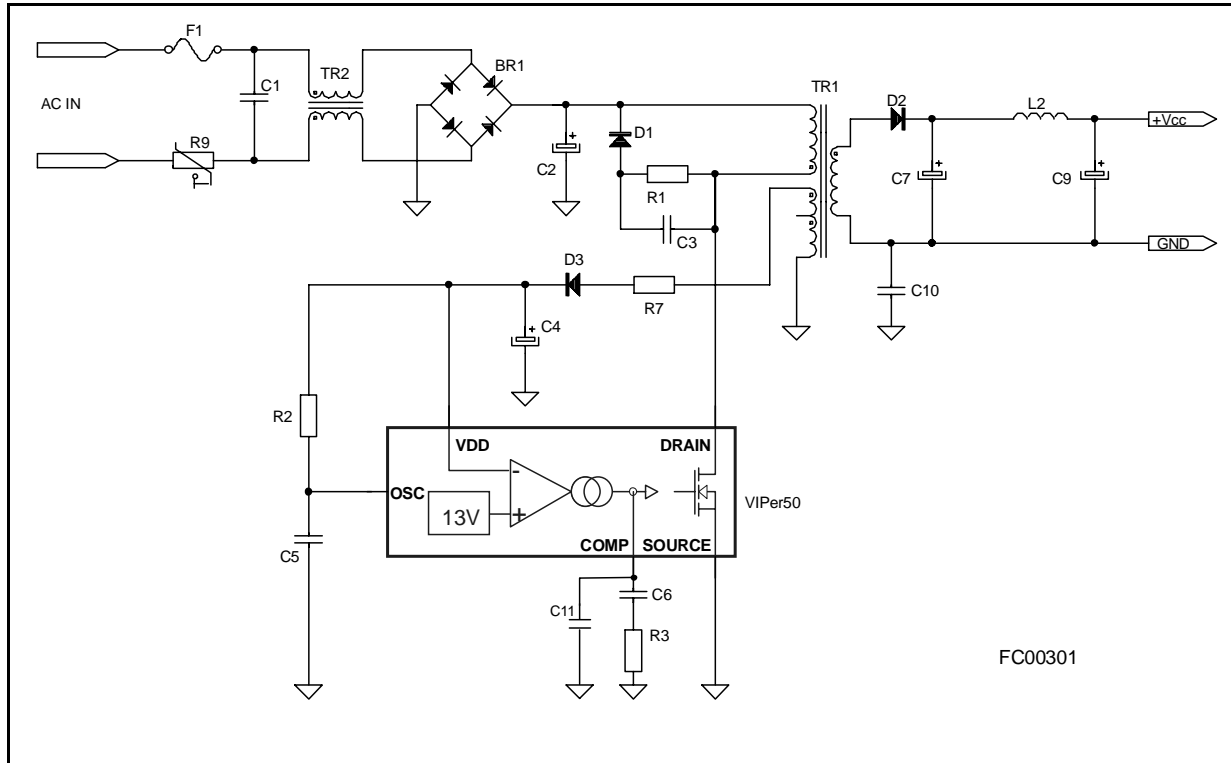 F1
BR1
TR2
C1
TR1
AC IN
D2
L2
+Vcc
D1
R9
T
C2
C7
C9
R1
C3
GND
D3
C10
R7
C4
R2
VDD
DRAIN
-
OSC
VIPer50
13V
+
COMP
SOURCE
C5
C6
C11
R3
FC00301